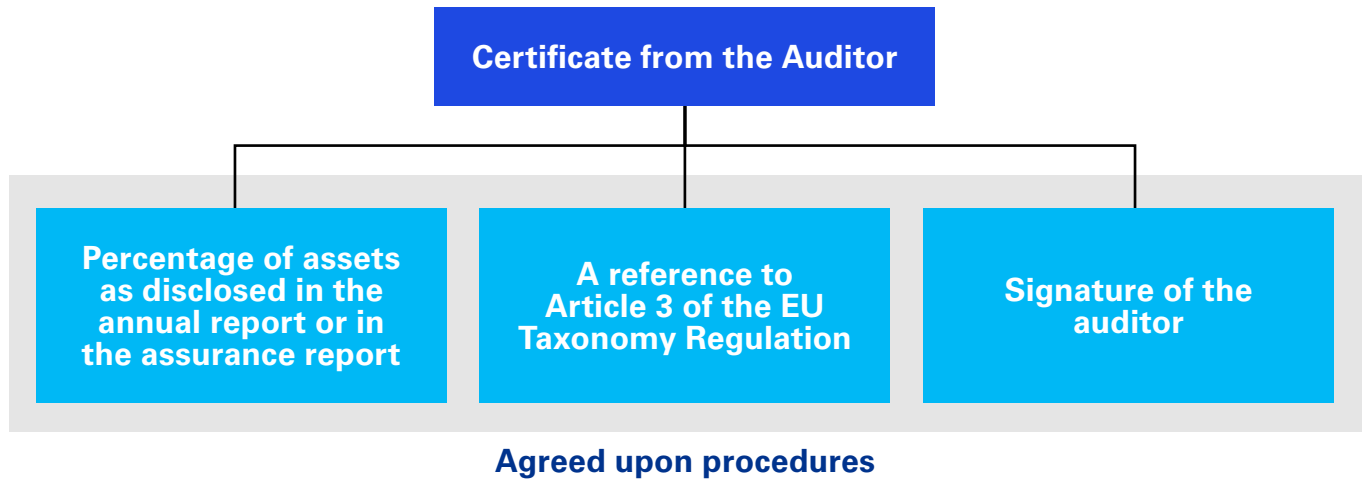 Certificate from the Auditor
Percentage of assets
as disclosed in the
annual report or in
the assurance report
A reference to
Article 3 of the EU
Taxonomy Regulation
Signature of the
auditor
Agreed upon procedures